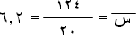 س̅ = ١٢٤ / ٢٠ = ٦,٢